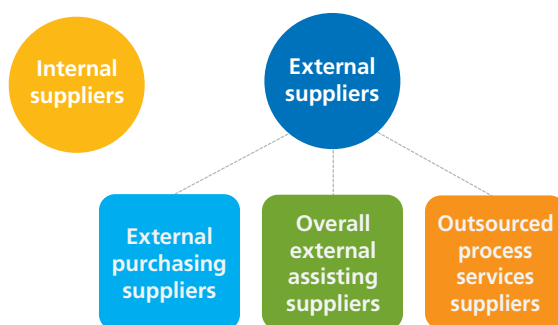 Internal
suppliers
External
suppliers
External
purchasing
suppliers
Overall
external
assisting
suppliers
Outsourced
process
services
suppliers